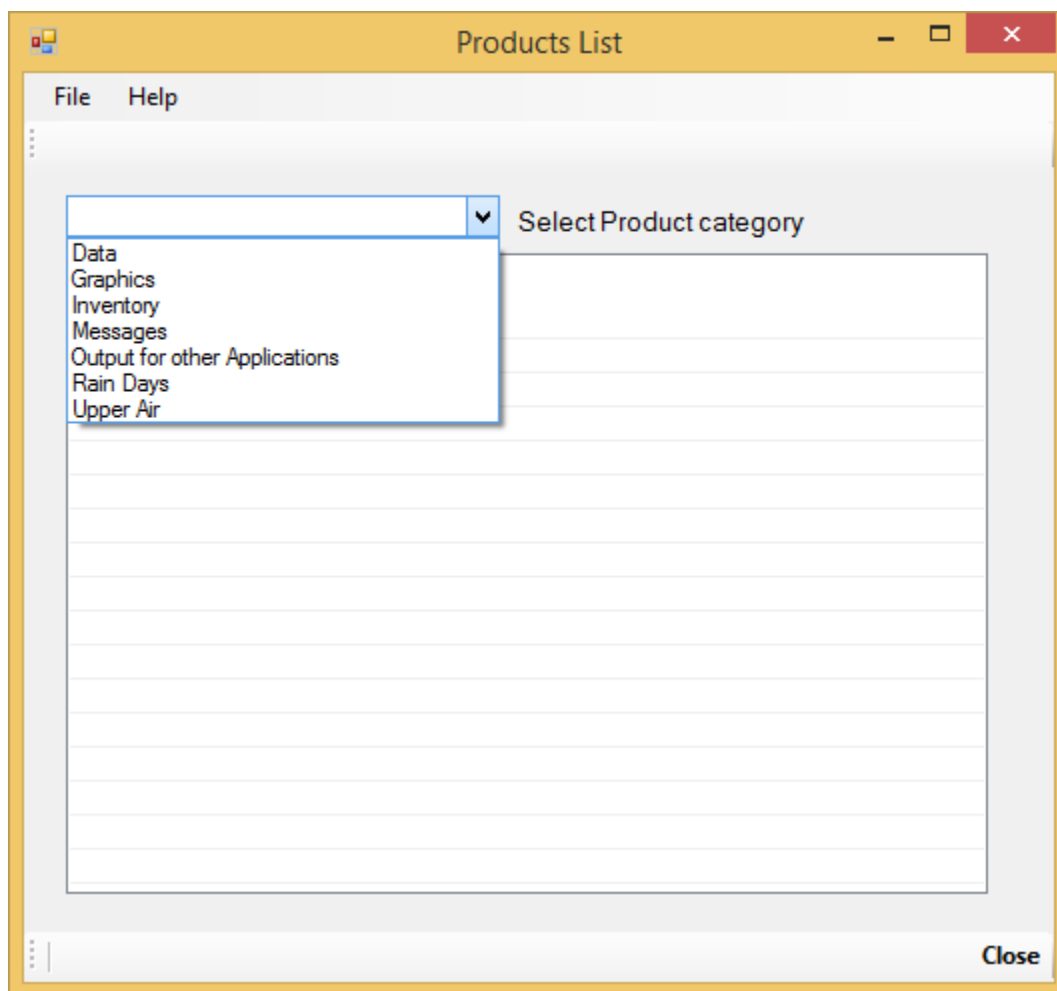 Products List
File Help
Select Product category
Data
Graphics
Inventory
Messages
Output for other Applications
Rain Days
Upper Air
Close